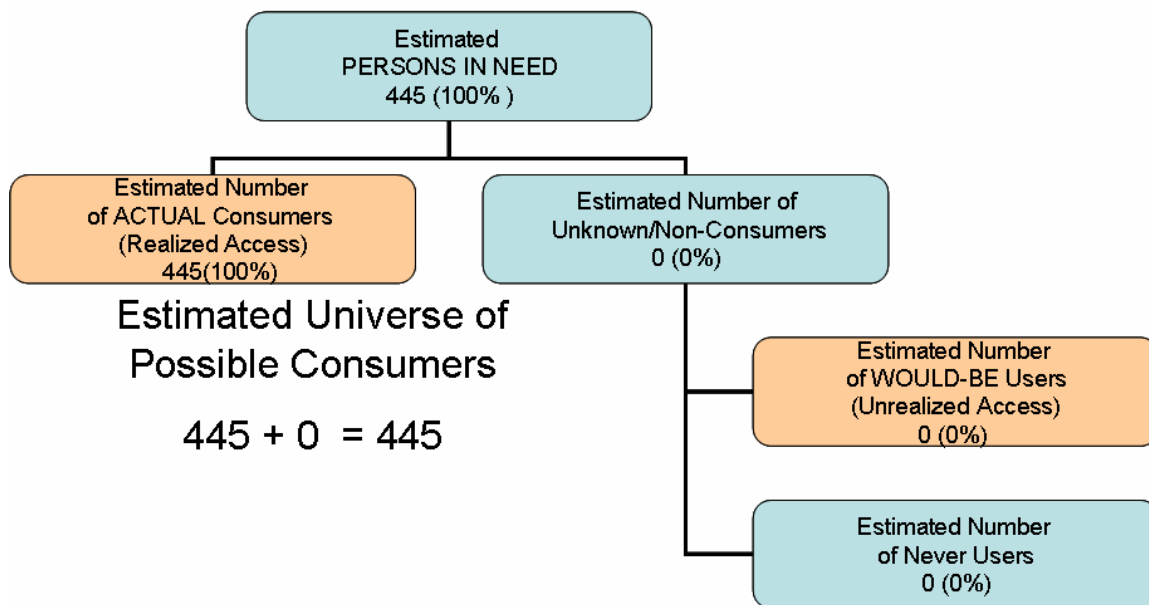 Estimated
PERSONS IN NEED
445 (100% )
Estimated Number
of ACTUAL Consumers
(Realized Access)
445(100%)
Estimated Number of
Unknown/Non-Consumers
0 (0%)
Estimated Universe of
Possible Consumers
445 + 0 = 445
Estimated Number
of WOULD-BE Users
(Unrealized Access)
0 (0%)
Estimated Number
of Never Users
0 (0%)